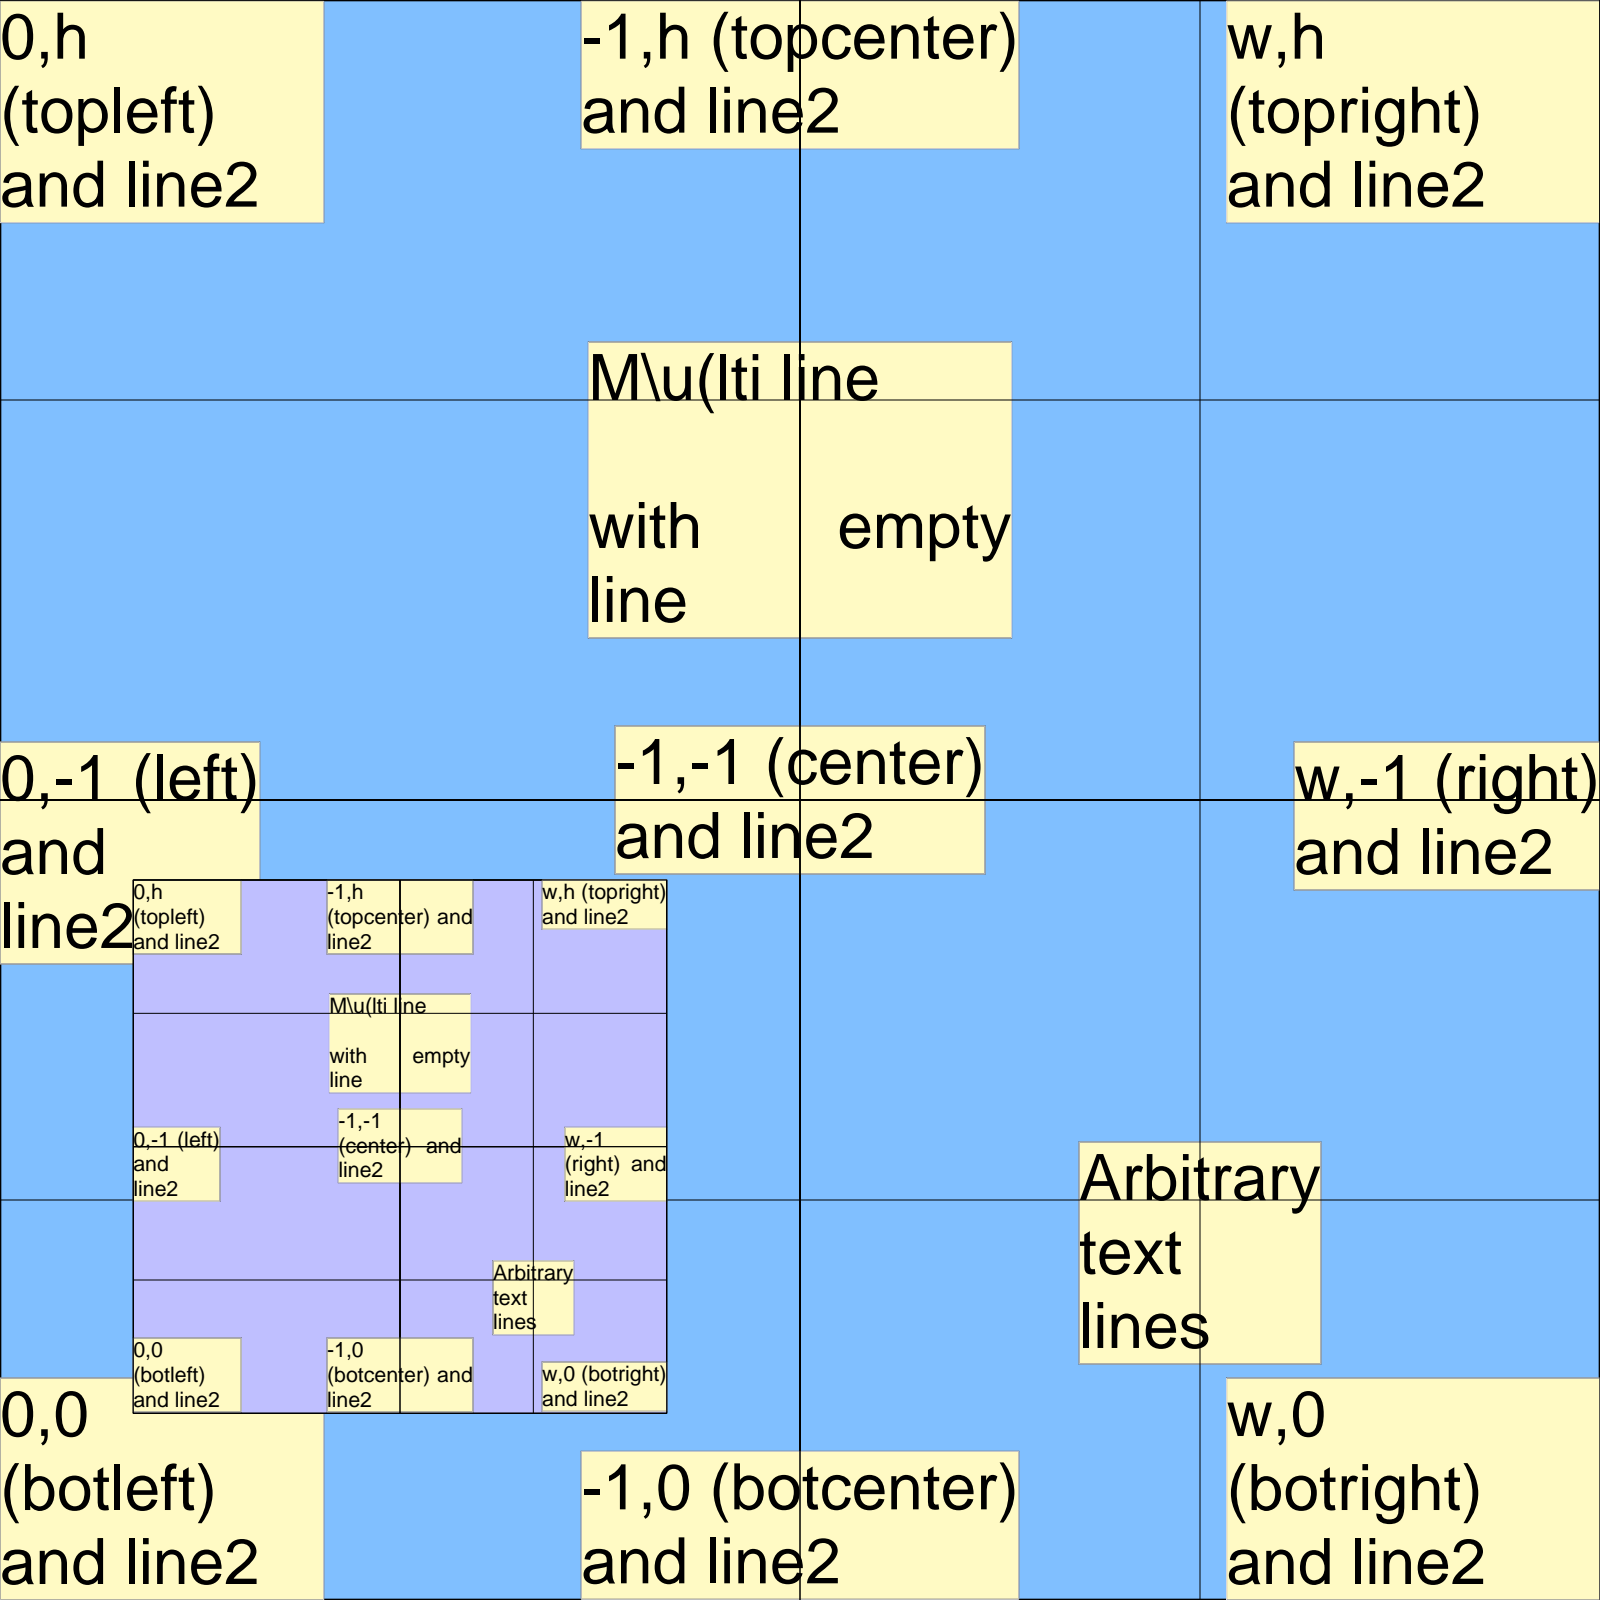 0,h
(topleft)
and line2
-1,h (topcenter)
and line2
w,h
(topright)
and line2
M\u(lti line
with empty
line
0,-1 (left)
and
line2
-1,-1 (center)
and line2
w,-1 (right)
and line2
0,h
(topleft)
and line2
-1,h
(topcenter) and
line2
w,h (topright)
and line2
M\u(lti line
with empty
line
0,-1 (left)
and
line2
-1,-1
(center) and
line2
w,-1
(right) and
line2
Arbitrary
text
lines
0,0
(botleft)
and line2
-1,0
(botcenter) and
line2
w,0 (botright)
and line2
Arbitrary
text
lines
0,0
(botleft)
and line2
-1,0 (botcenter)
and line2
w,0
(botright)
and line2